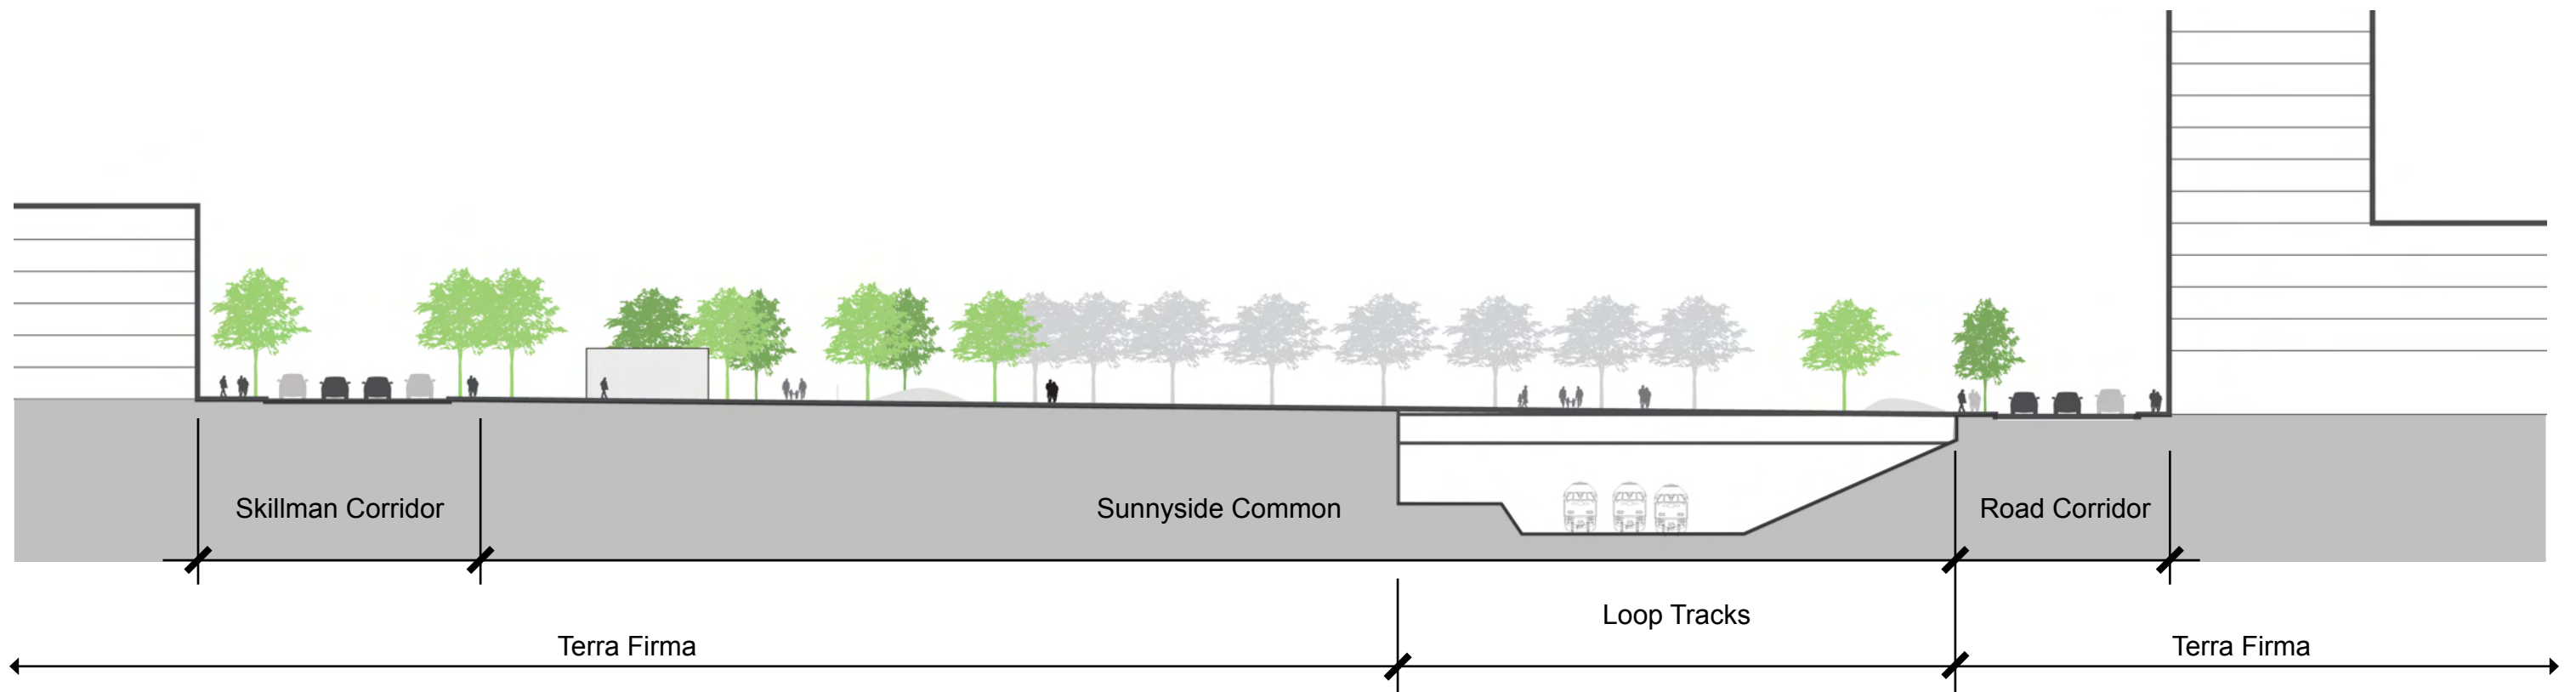 Skillman Corridor
Sunnyside Common
Road Corridor
Loop Tracks
Terra Firma
Terra Firma